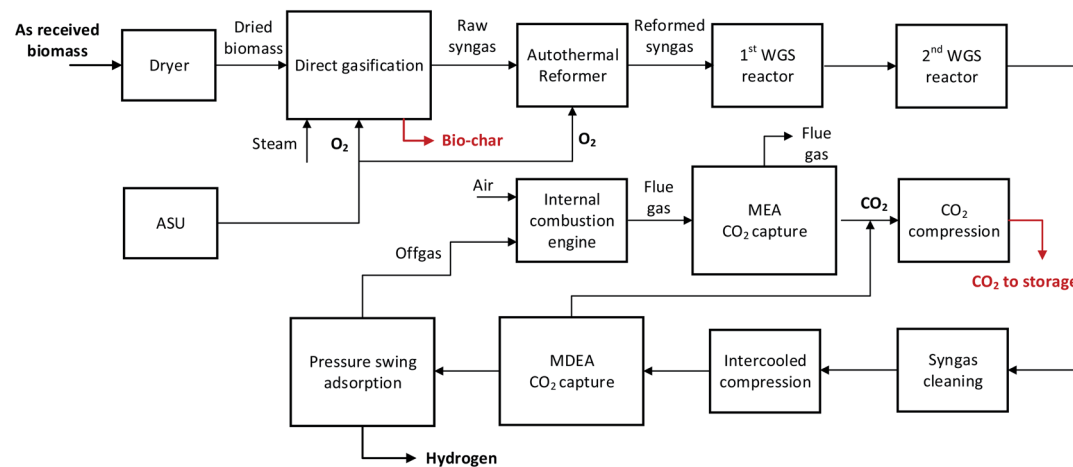 As received
biomass
Dryer
Dried
biomass
Direct gasification
Raw
syngas
Autothermal
Reformer
Reformed
syngas
1st WGS
reactor
2nd WGS
reactor
Steam
O₂
Bio-char
O₂
ASU
Air
Internal
combustion
engine
Flue
gas
MEA
CO₂ capture
Flue
gas
CO₂
CO₂
compression
CO₂ to storage
Offgas
Pressure swing
adsorption
MDEA
CO₂ capture
Intercooled
compression
Syngas
cleaning
Hydrogen